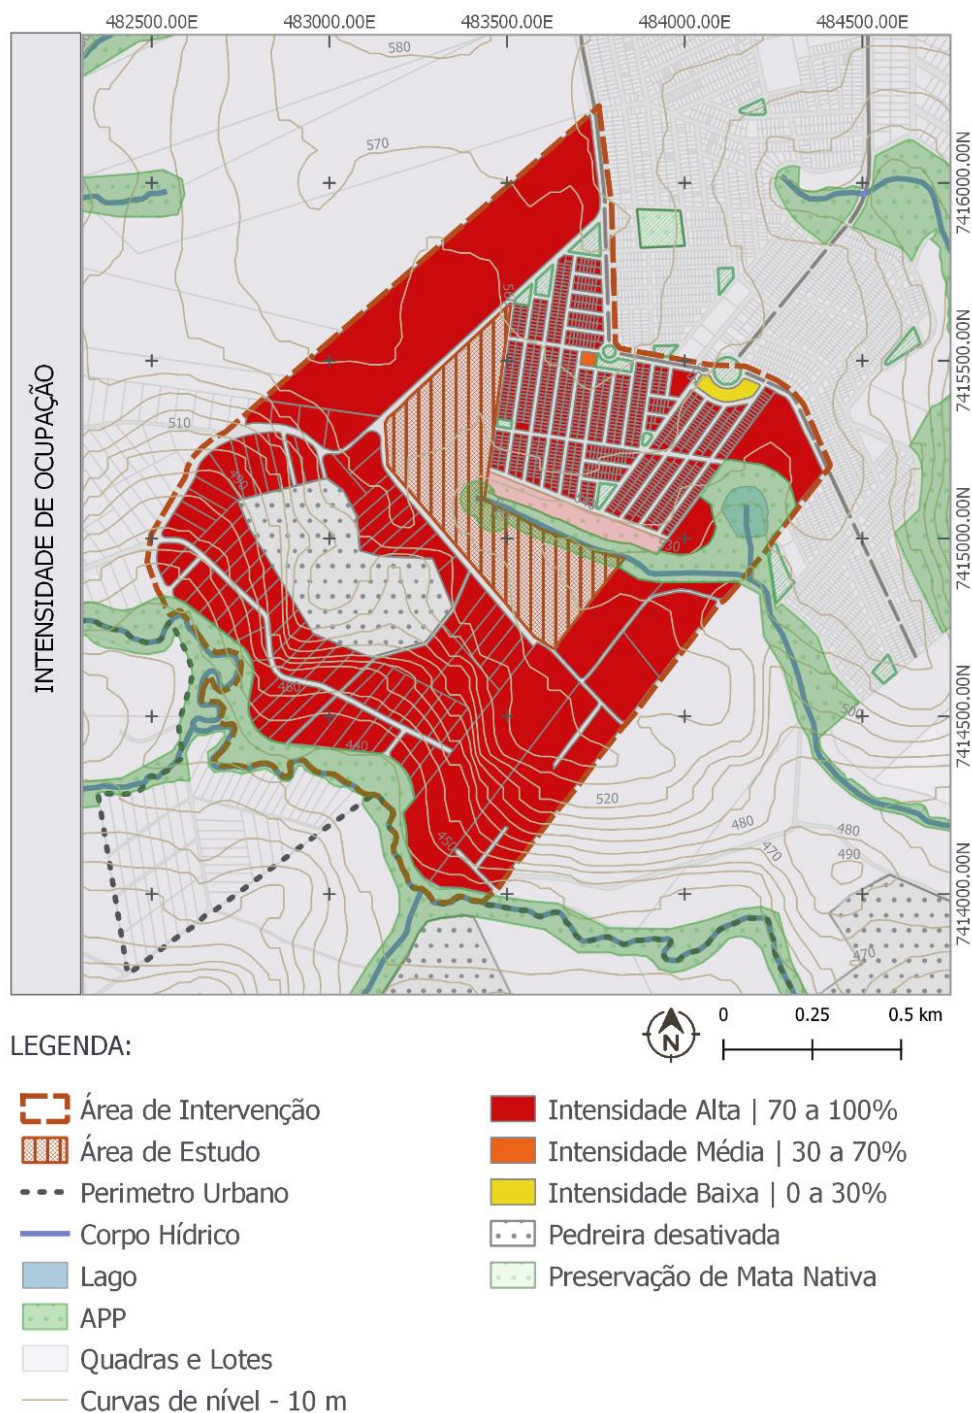 482500.00E 483000.00E 483500.00E 484000.00E 484500.00E
INTENSIDADE DE OCUPAÇÃO
580
570
510
490
460
440
450
530
500
520
480
470
480
490
470
7416000.00N
7415500.00N
7415000.00N
7414500.00N
7414000.00N
N
0 0.25 0.5 km
LEGENDA:
Área de Intervenção
Área de Estudo
Perimetro Urbano
Corpo Hídrico
Lago
APP
Quadras e Lotes
Curvas de nível - 10 m
Intensidade Alta | 70 a 100%
Intensidade Média | 30 a 70%
Intensidade Baixa | 0 a 30%
Pedreira desativada
Preservação de Mata Nativa